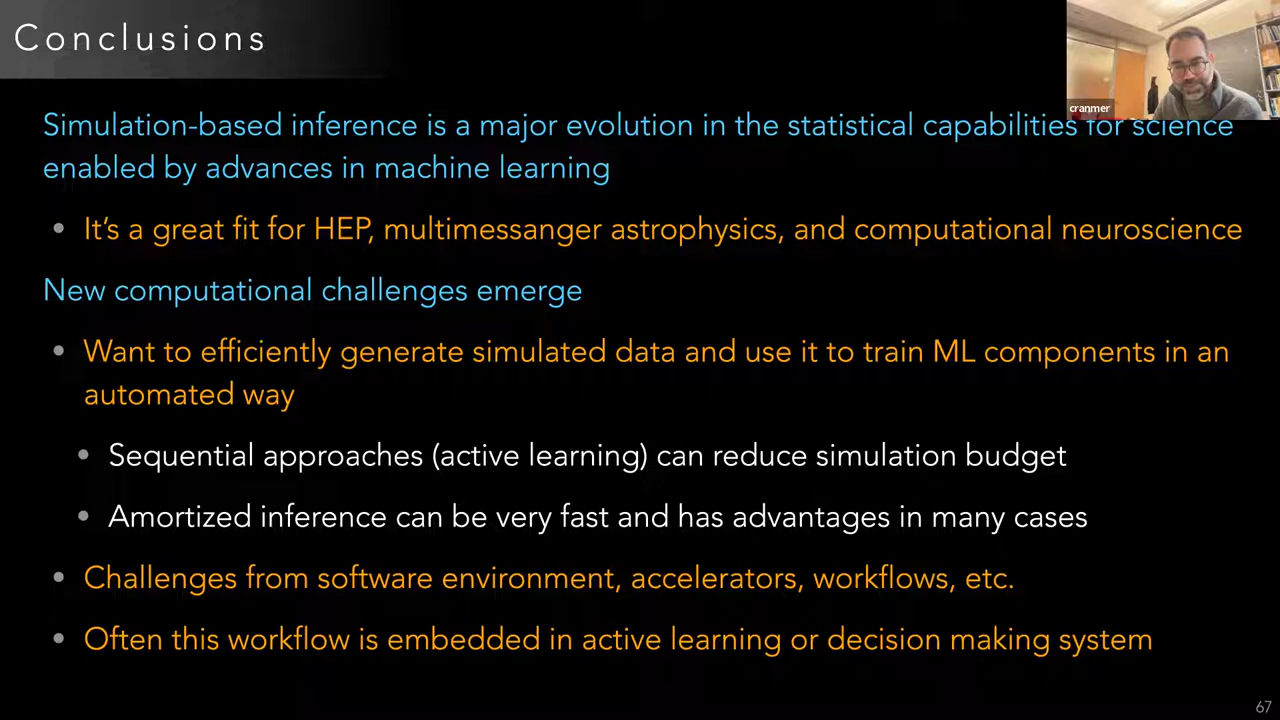 Conclusions
cranmer
Simulation-based inference is a major evolution in the statistical capabilities for science
enabled by advances in machine learning
• It's a great fit for HEP, multimessanger astrophysics, and computational neuroscience
New computational challenges emerge
• Want to efficiently generate simulated data and use it to train ML components in an
automated way
• Sequential approaches (active learning) can reduce simulation budget
• Amortized inference can be very fast and has advantages in many cases
• Challenges from software environment, accelerators, workflows, etc.
• Often this workflow is embedded in active learning or decision making system
67